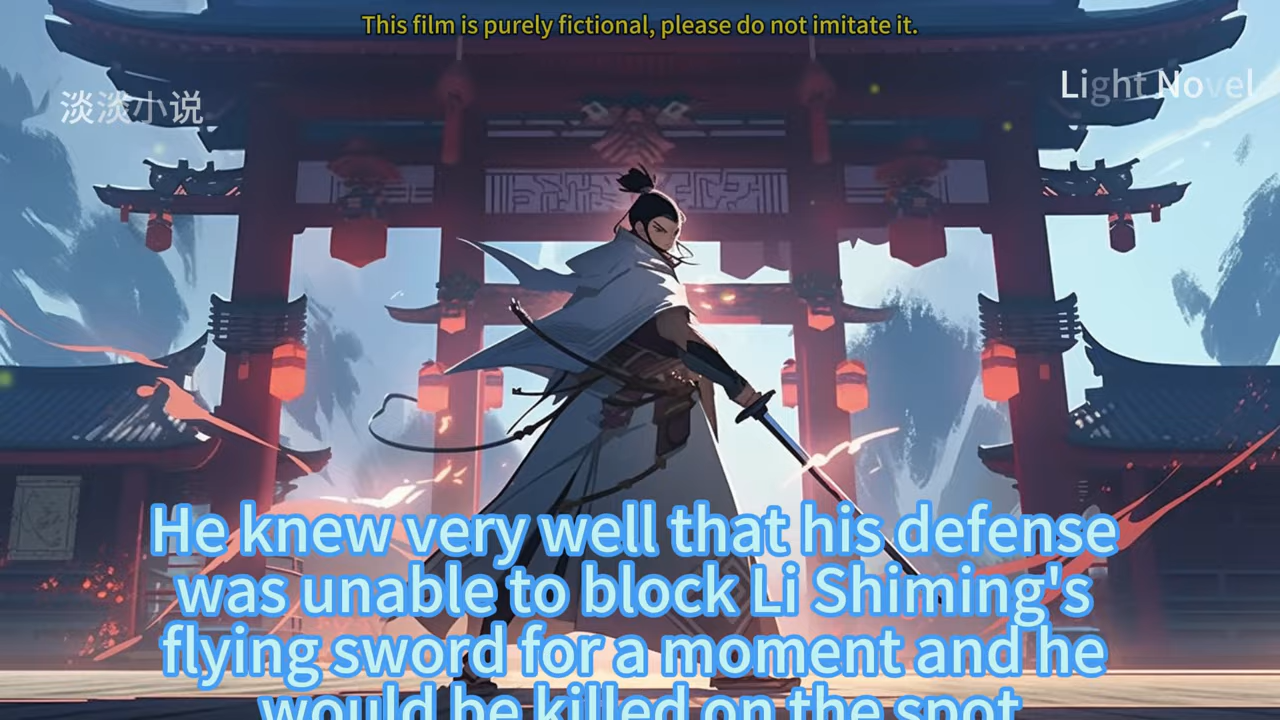 This film is purely fictional, please do not imitate it.
淡淡小说
Light Novel
He knew very well that his defense
was unable to block Li Shiming's
flying sword for a moment and he
would be killed on the spot